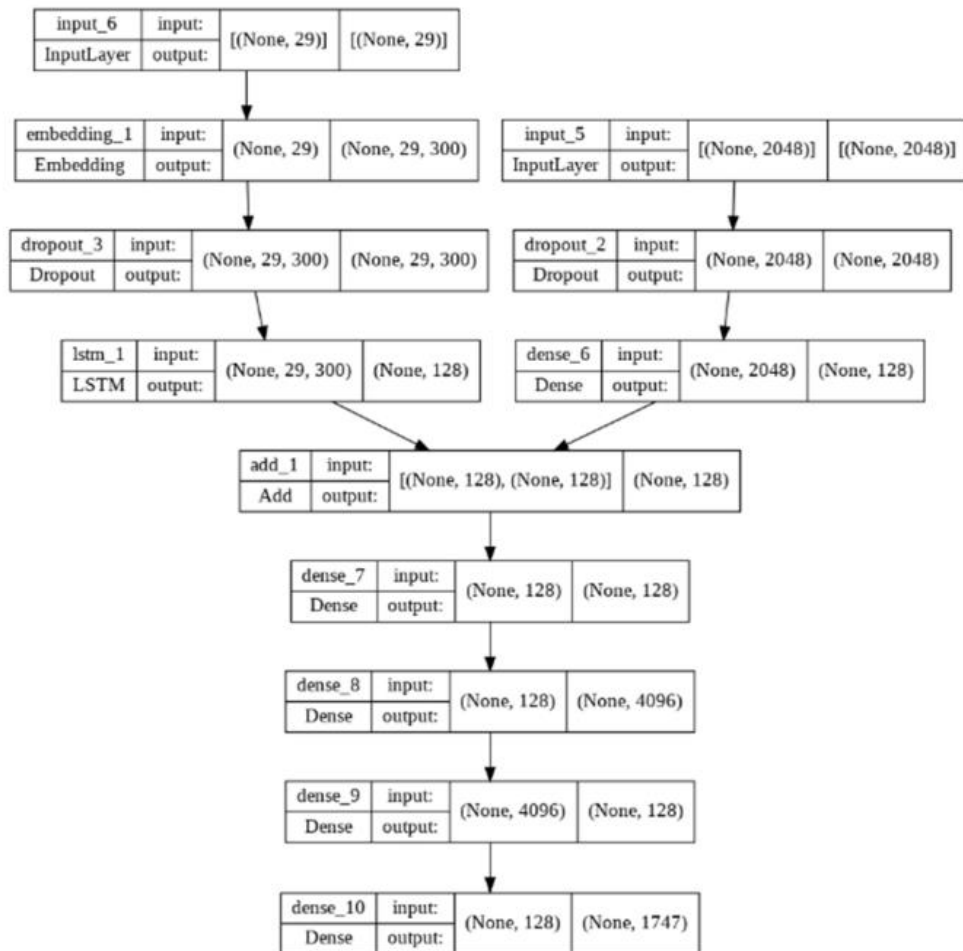 input_6 input: [(None, 29)] [(None, 29)]
InputLayer output:
embedding_1 input: (None, 29) (None, 29, 300)
Embedding output:
input_5 input: [(None, 2048)] [(None, 2048)]
InputLayer output:
dropout_3 input: (None, 29, 300) (None, 29, 300)
Dropout output:
dropout_2 input: (None, 2048) (None, 2048)
Dropout output:
lstm_1 input: (None, 29, 300) (None, 128)
LSTM output:
dense_6 input: (None, 2048) (None, 128)
Dense output:
add_1 input: [(None, 128), (None, 128)] (None, 128)
Add output:
dense_7 input: (None, 128) (None, 128)
Dense output:
dense_8 input: (None, 128) (None, 4096)
Dense output:
dense_9 input: (None, 4096) (None, 128)
Dense output:
dense_10 input: (None, 128) (None, 1747)
Dense output: